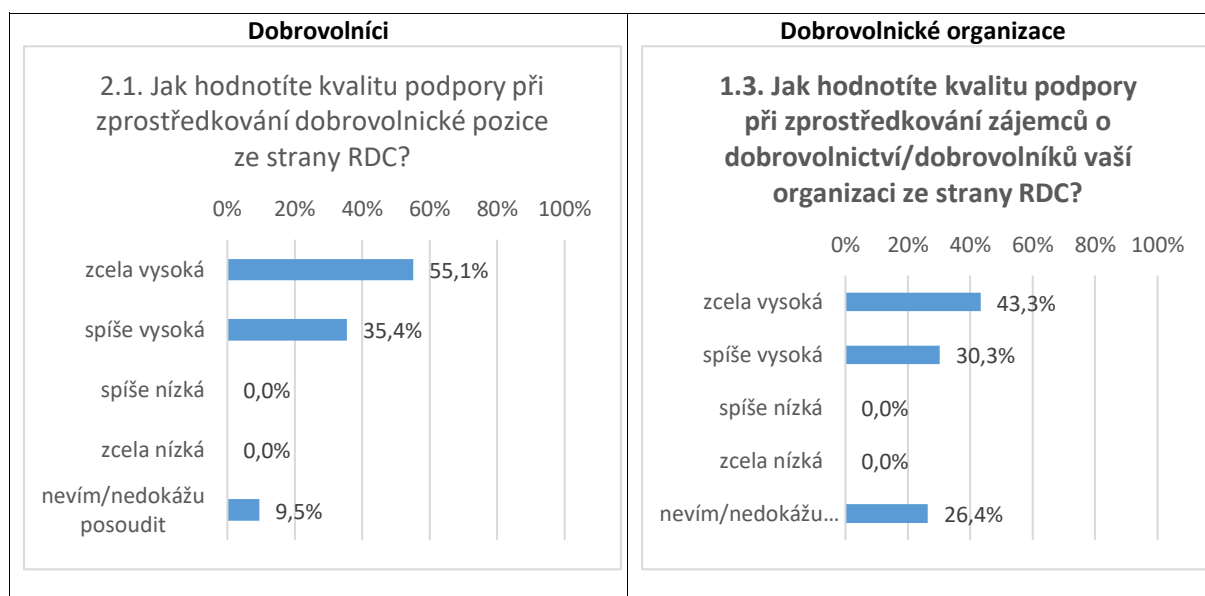 Dobrovolníci
2.1. Jak hodnotíte kvalitu podpory při
zprostředkování dobrovolnické pozice
ze strany RDC?
0% 20% 40% 60% 80% 100%
zcela vysoká 55,1%
spíše vysoká 35,4%
spíše nízká 0,0%
zcela nízká 0,0%
nevím/nedokážu
posoudit 9,5%
Dobrovolnické organizace
1.3. Jak hodnotíte kvalitu podpory
při zprostředkování zájemců o
dobrovolnictví/dobrovolníků vaší
organizaci ze strany RDC?
0% 20% 40% 60% 80% 100%
zcela vysoká 43,3%
spíše vysoká 30,3%
spíše nízká 0,0%
zcela nízká 0,0%
nevím/nedokážu... 26,4%